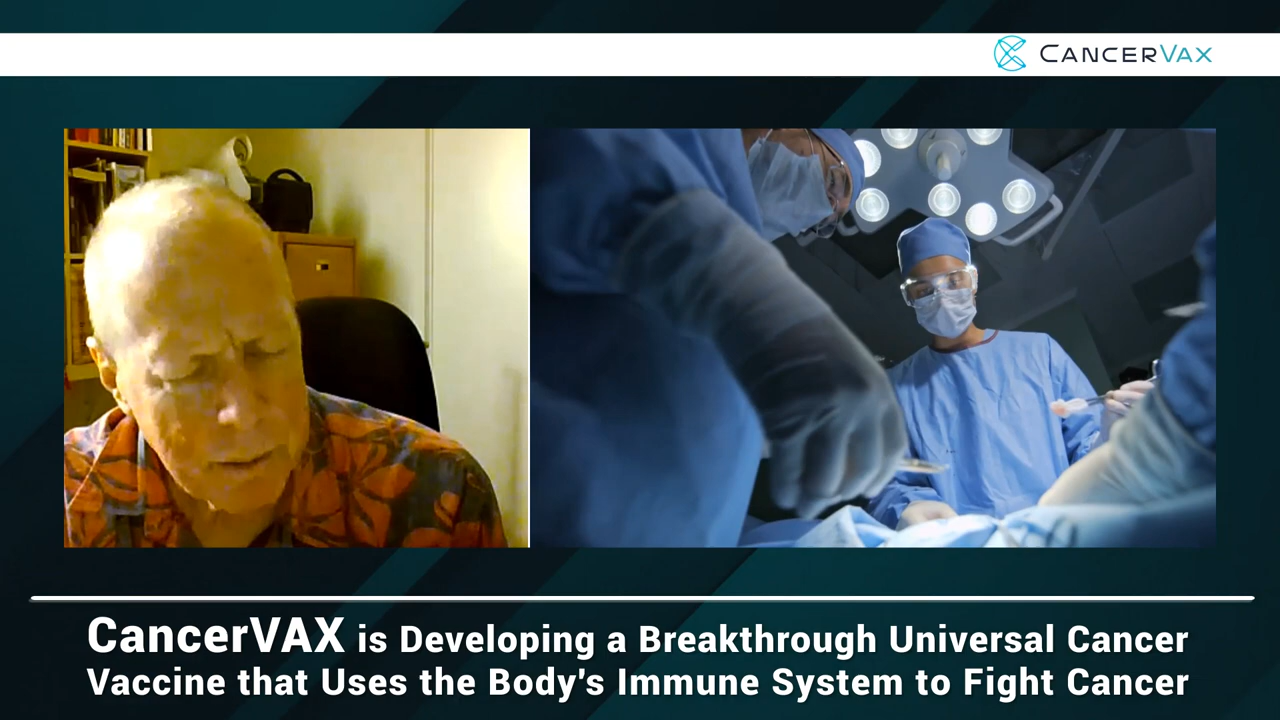 CANCERVAX
CancerVAX is Developing a Breakthrough Universal Cancer
Vaccine that Uses the Body's Immune System to Fight Cancer